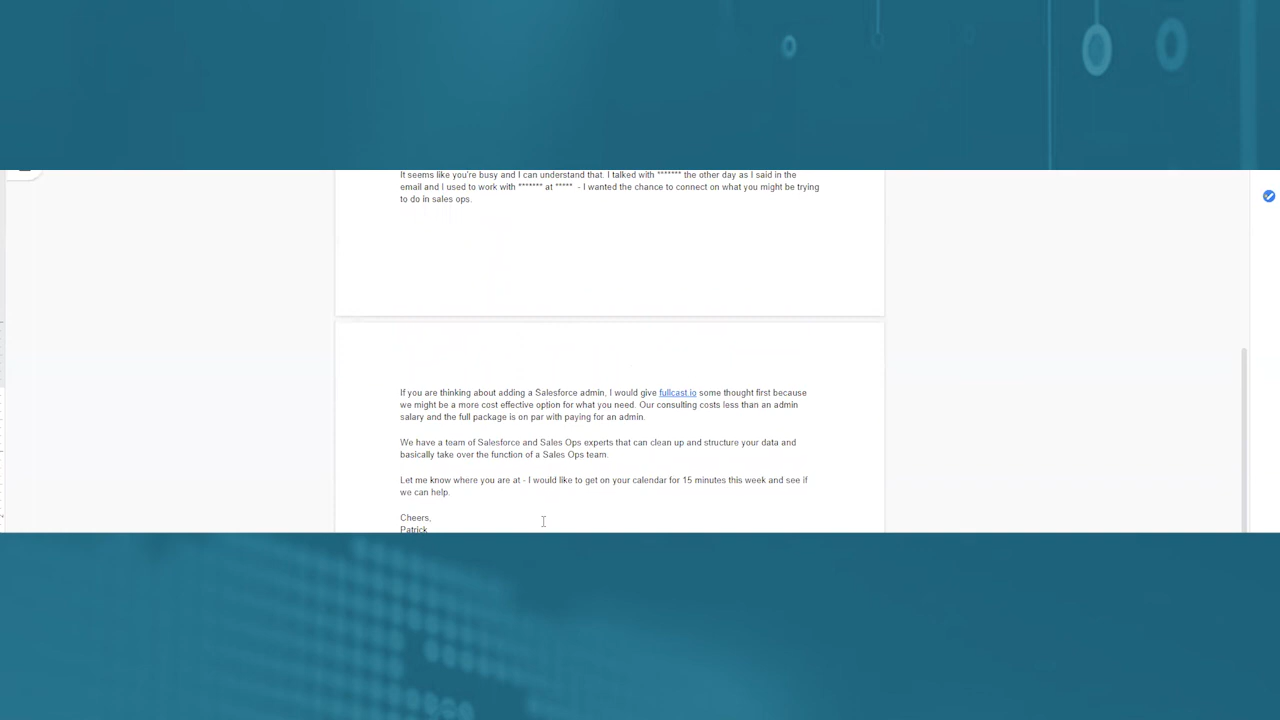 It seems like you're busy and I can understand that. I talked with ******* the other day as I said in the
email and I used to work with ******* at ***** - I wanted the chance to connect on what you might be trying
to do in sales ops.
If you are thinking about adding a Salesforce admin, I would give fullcast.io some thought first because
we might be a more cost effective option for what you need. Our consulting costs less than an admin
salary and the full package is on par with paying for an admin.
We have a team of Salesforce and Sales Ops experts that can clean up and structure your data and
basically take over the function of a Sales Ops team.
Let me know where you are at - I would like to get on your calendar for 15 minutes this week and see if
we can help.
Cheers,
Patrick